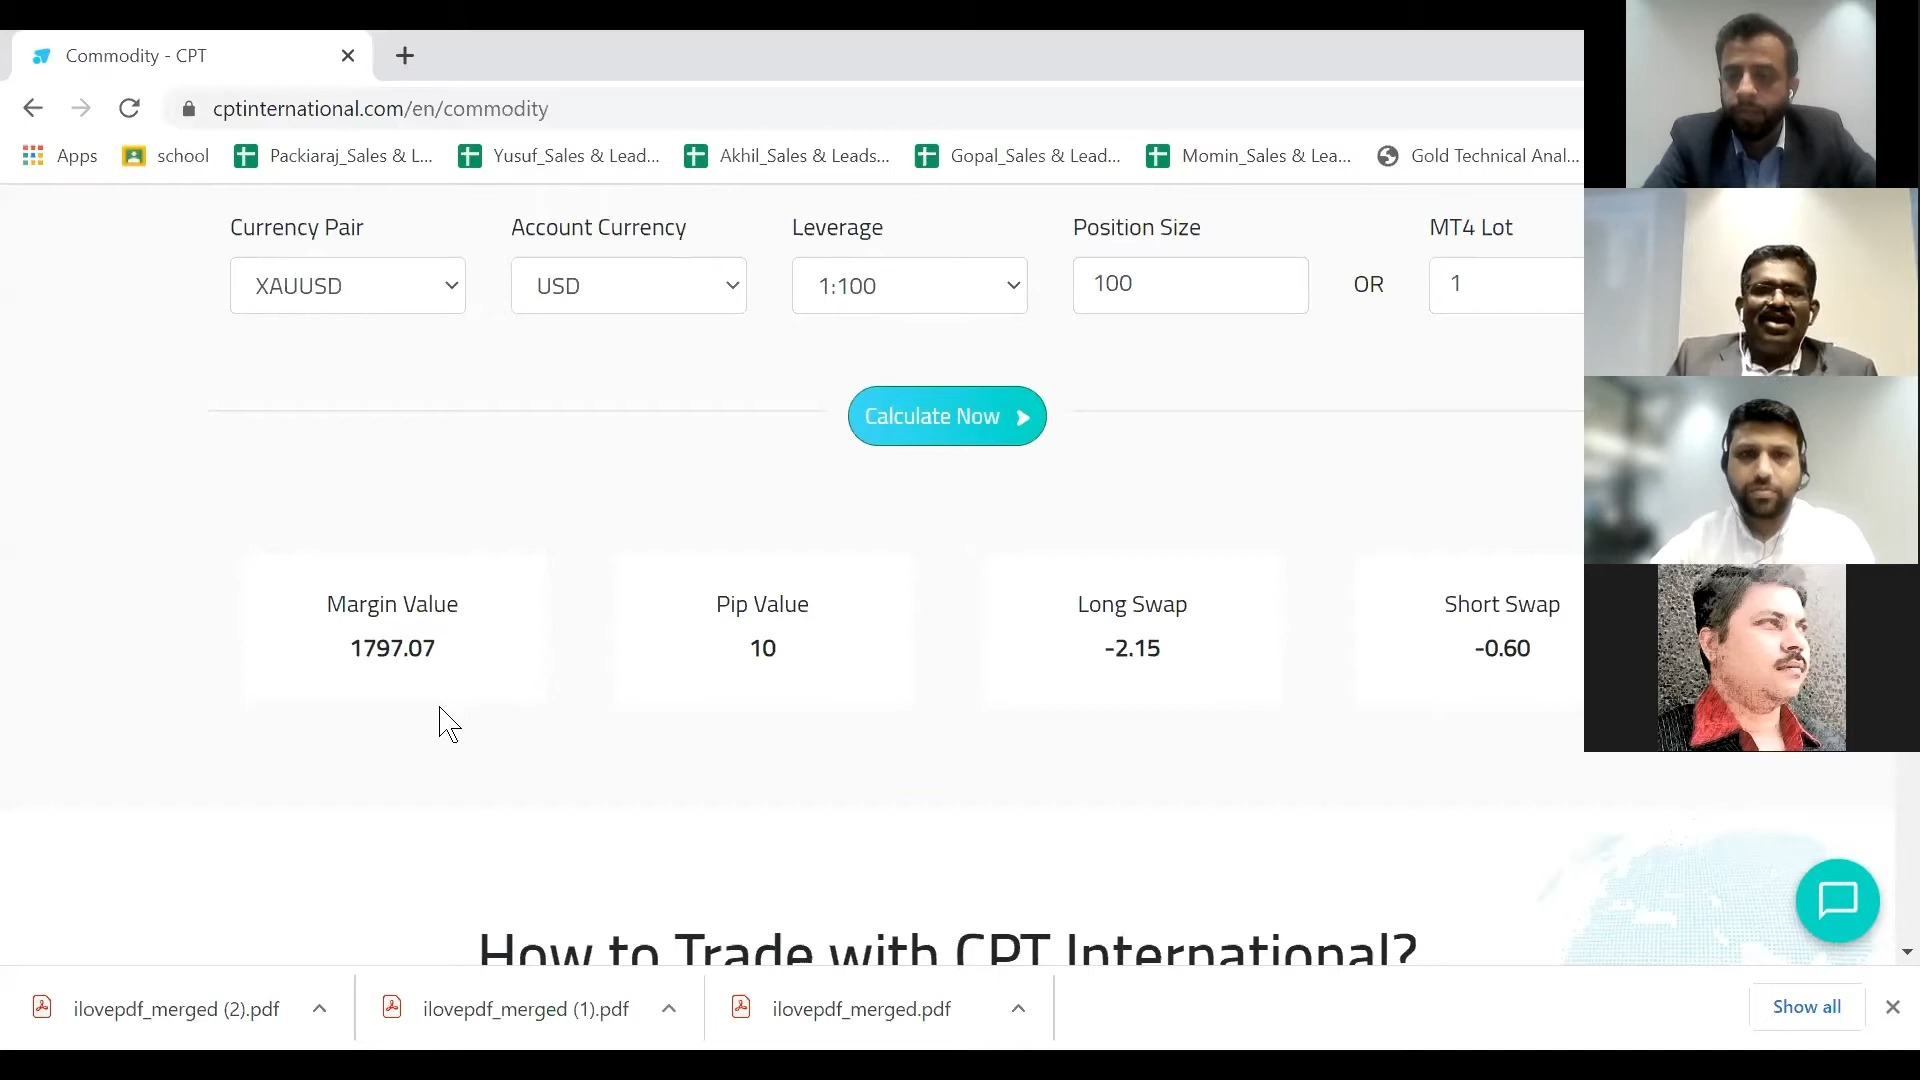 Commodity - CPT
cptinternational.com/en/commodity
Apps school Packiaraj_Sales & L... Yusuf_Sales & Lead... Akhil_Sales & Leads... Gopal_Sales & Lead... Momin_Sales & Lea... Gold Technical Anal...
Currency Pair Account Currency Leverage Position Size MT4 Lot
XAUUSD USD 1:100 100 OR 1
Calculate Now
Margin Value Pip Value Long Swap Short Swap
1797.07 10 -2.15 -0.60
How to Trade with CPT International?
ilovepdf_merged (2).pdf ilovepdf_merged (1).pdf ilovepdf_merged.pdf Show all